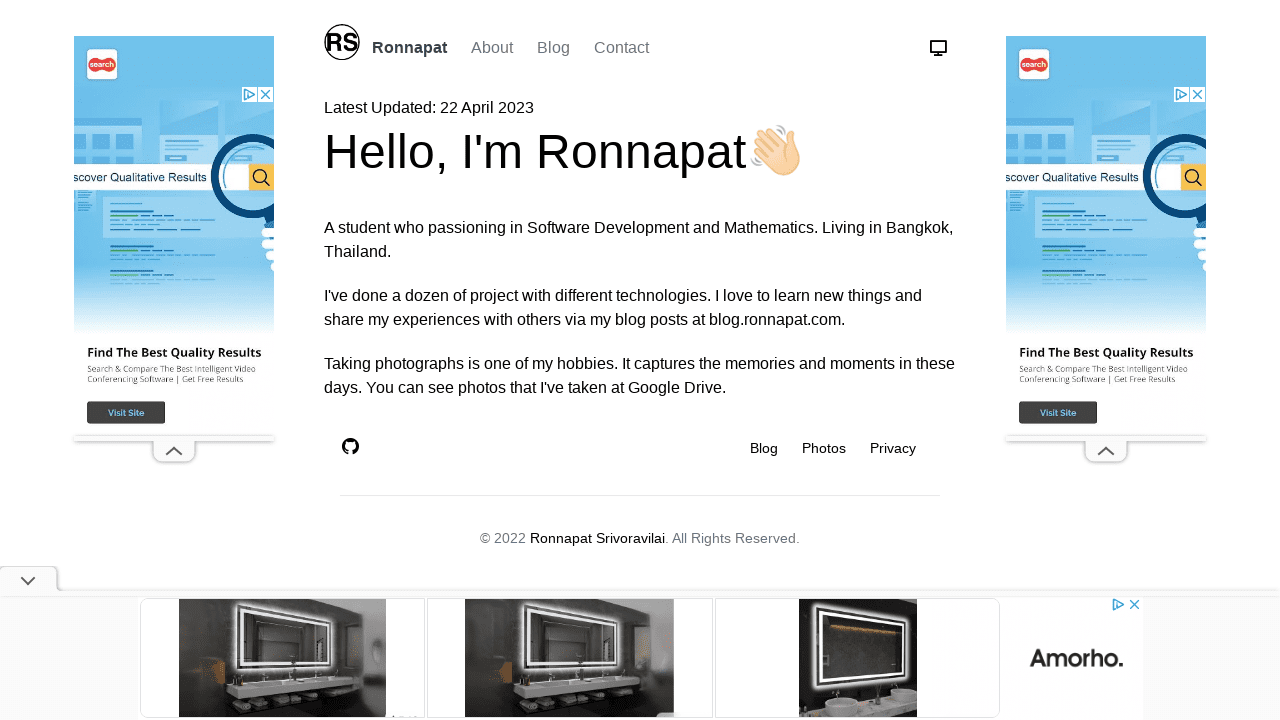 RS
Ronnapat About Blog Contact
Latest Updated: 22 April 2023
Hello, I'm Ronnapat👋🏻
A student who passioning in Software Development and Mathematics. Living in Bangkok,
Thailand.
I've done a dozen of project with different technologies. I love to learn new things and
share my experiences with others via my blog posts at blog.ronnapat.com.
Taking photographs is one of my hobbies. It captures the memories and moments in these
days. You can see photos that I've taken at Google Drive.
Blog Photos Privacy
© 2022 Ronnapat Srivoravilai. All Rights Reserved.
search
scover Qualitative Results
Find The Best Quality Results
Search & Compare The Best Intelligent Video
Conferencing Software | Get Free Results
Visit Site
search
scover Qualitative Results
Find The Best Quality Results
Search & Compare The Best Intelligent Video
Conferencing Software | Get Free Results
Visit Site
Amorho.